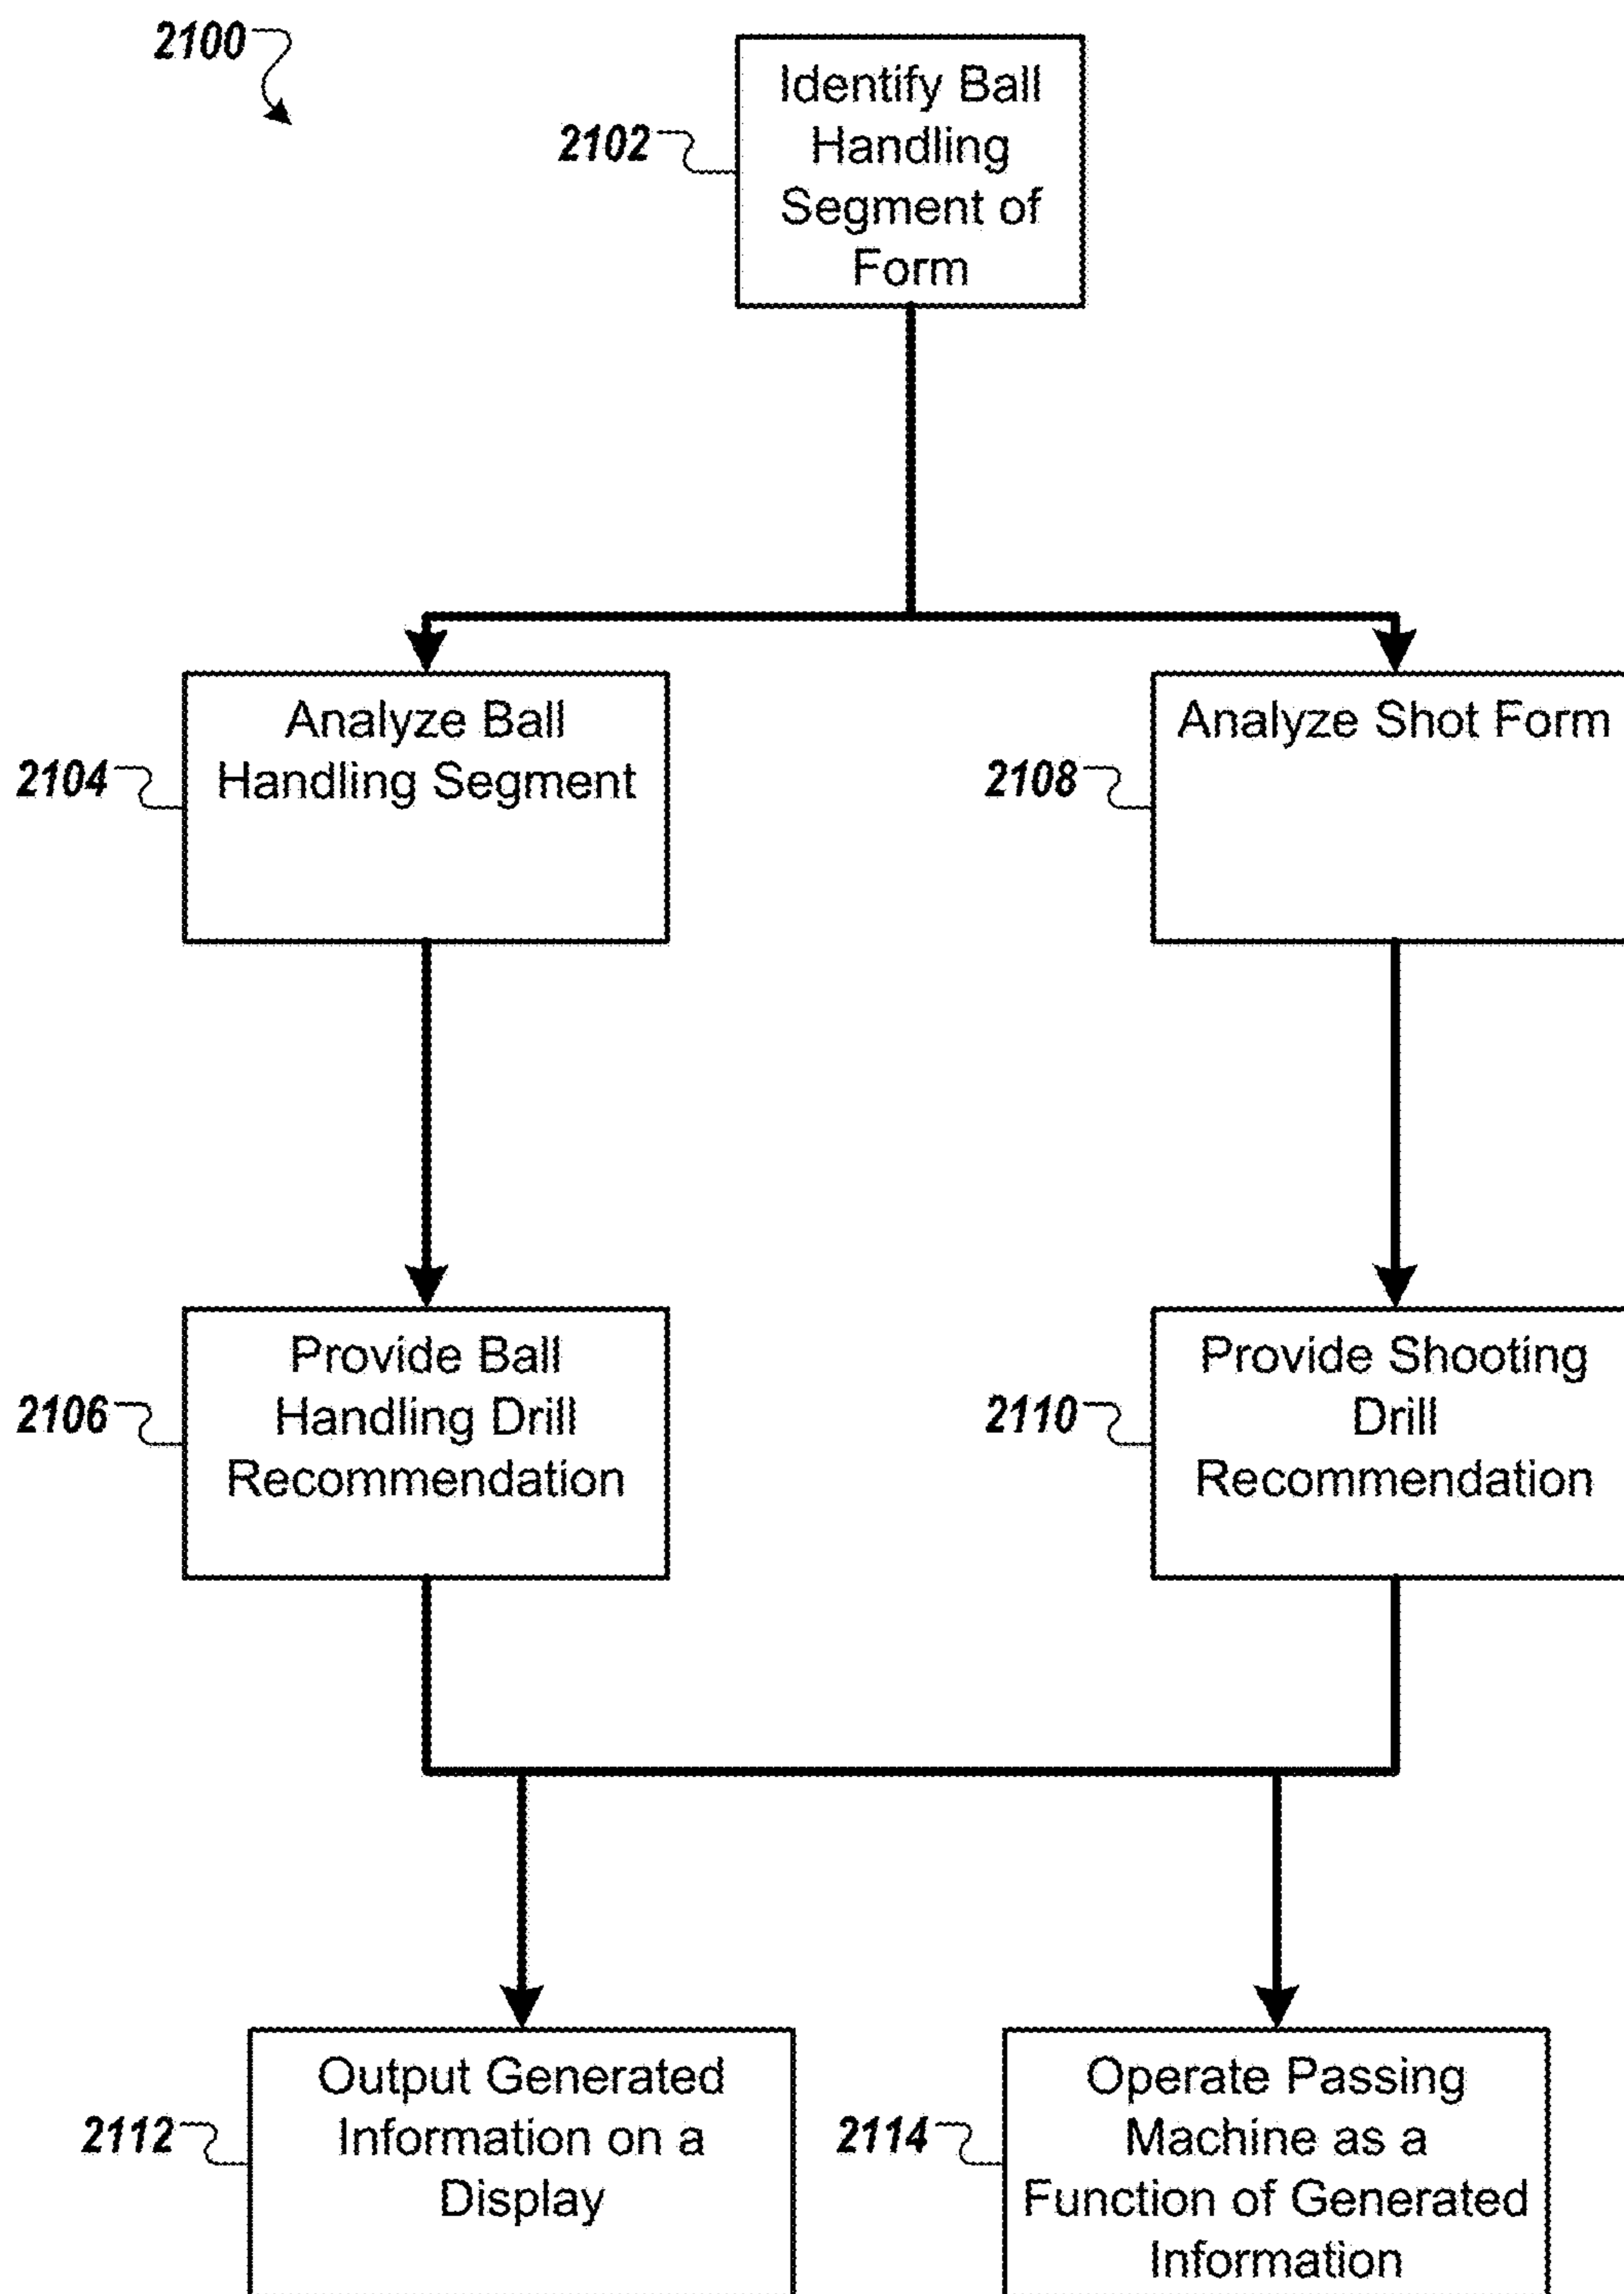 2100
2102
Identify Ball
Handling
Segment of
Form
2104
Analyze Ball
Handling Segment
2108
Analyze Shot Form
2106
Provide Ball
Handling Drill
Recommendation
2110
Provide Shooting
Drill
Recommendation
2112
Output Generated
Information on a
Display
2114
Operate Passing
Machine as a
Function of Generated
Information